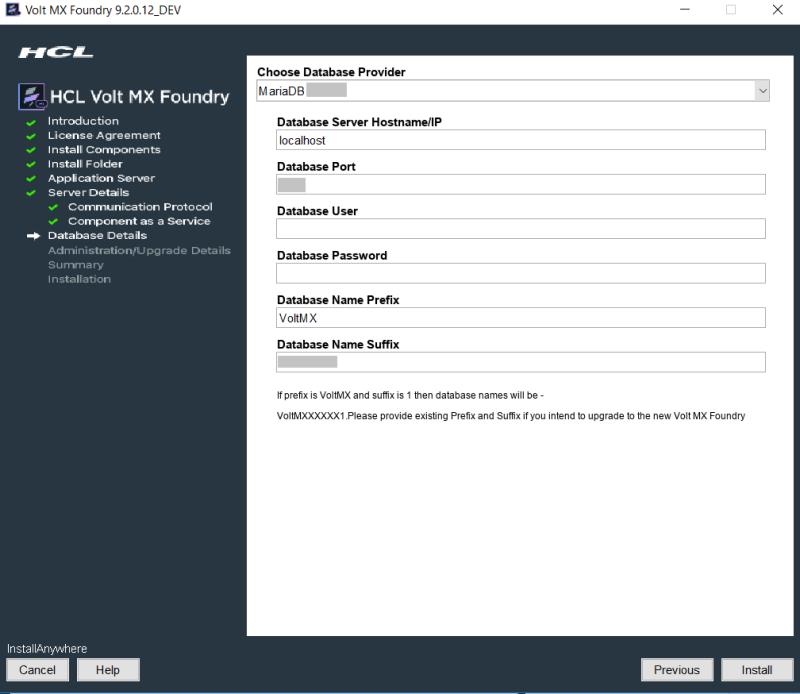 Volt MX Foundry 9.2.0.12_DEV
HCL
HCL Volt MX Foundry
Introduction
License Agreement
Install Components
Install Folder
Application Server
Server Details
Communication Protocol
Component as a Service
Database Details
Administration/Upgrade Details
Summary
Installation
Choose Database Provider
MariaDB
Database Server Hostname/IP
localhost
Database Port
Database User
Database Password
Database Name Prefix
VoltMX
Database Name Suffix
If prefix is VoltMX and suffix is 1 then database names will be -
VoltMXXXXXX1.Please provide existing Prefix and Suffix if you intend to upgrade to the new Volt MX Foundry
InstallAnywhere
Cancel
Help
Previous
Install